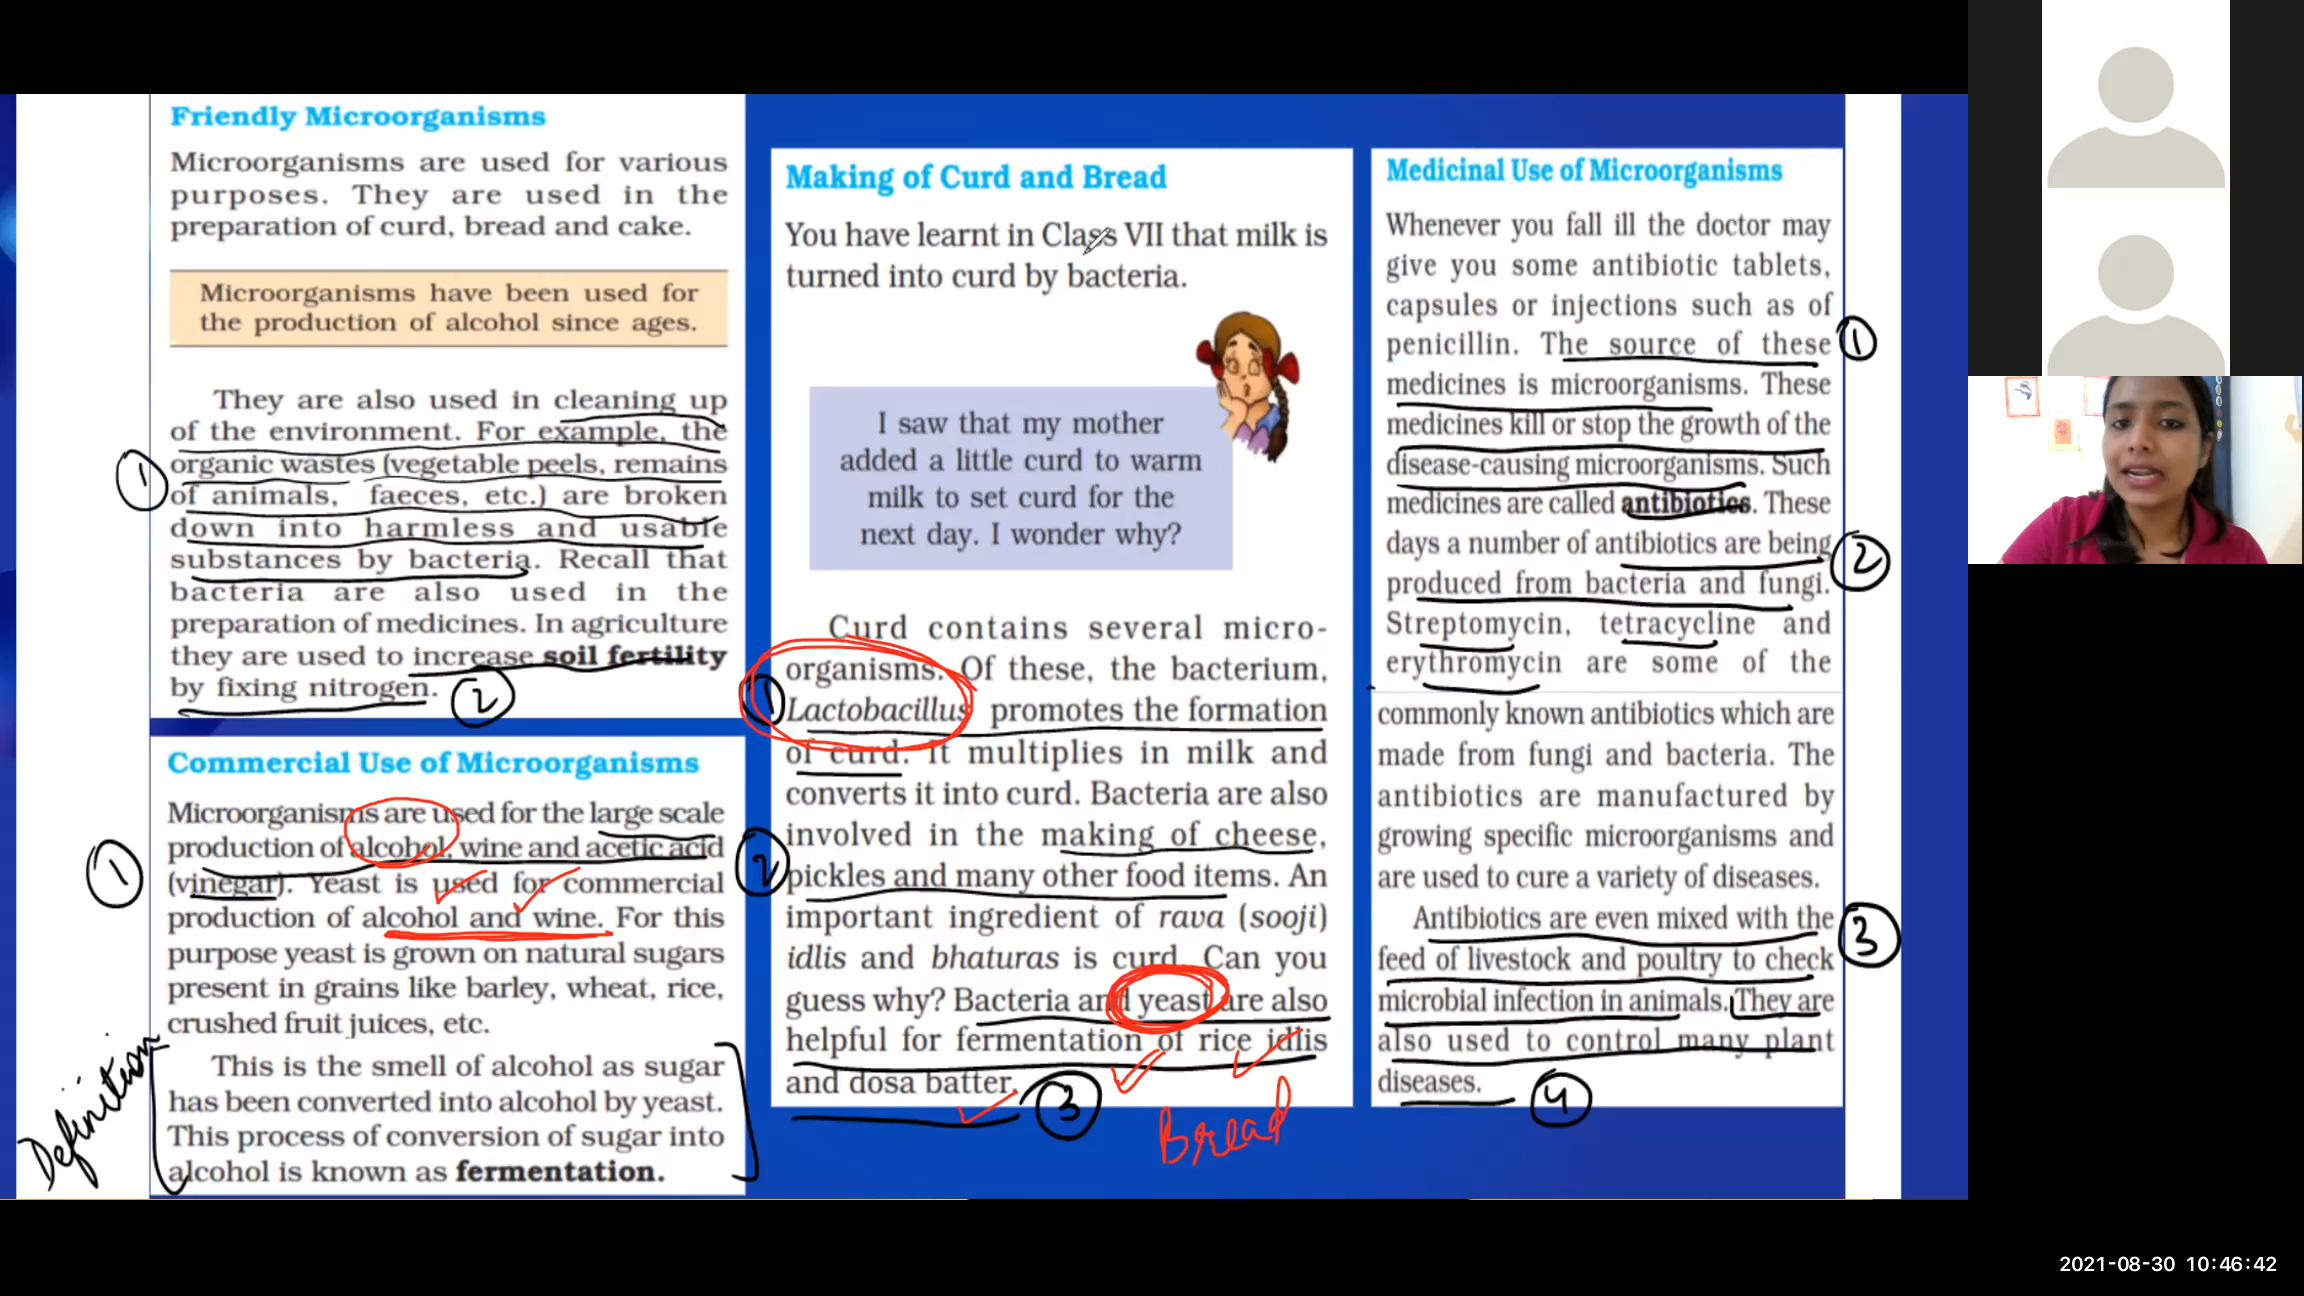 Friendly Microorganisms
Microorganisms are used for various
purposes. They are used in the
preparation of curd, bread and cake.
Microorganisms have been used for
the production of alcohol since ages.
They are also used in cleaning up
of the environment. For example, the
organic wastes (vegetable peels, remains
of animals, faeces, etc.) are broken
down into harmless and usable
substances by bacteria. Recall that
bacteria are also used in the
preparation of medicines. In agriculture
they are used to increase soil fertility
by fixing nitrogen.
1
2
Commercial Use of Microorganisms
Microorganisms are used for the large scale
production of alcohol, wine and acetic acid
(vinegar). Yeast is used for commercial
production of alcohol and wine. For this
purpose yeast is grown on natural sugars
present in grains like barley, wheat, rice,
crushed fruit juices, etc.
This is the smell of alcohol as sugar
has been converted into alcohol by yeast.
This process of conversion of sugar into
alcohol is known as fermentation.
1
Definition
Making of Curd and Bread
You have learnt in Class VII that milk is
turned into curd by bacteria.
I saw that my mother
added a little curd to warm
milk to set curd for the
next day. I wonder why?
Curd contains several micro-
organisms. Of these, the bacterium,
Lactobacillus promotes the formation
of curd. It multiplies in milk and
converts it into curd. Bacteria are also
involved in the making of cheese,
pickles and many other food items. An
important ingredient of rava (sooji)
idlis and bhaturas is curd. Can you
guess why? Bacteria and yeast are also
helpful for fermentation of rice idlis
and dosa batter.
1
2
3
Bread
Medicinal Use of Microorganisms
Whenever you fall ill the doctor may
give you some antibiotic tablets,
capsules or injections such as of
penicillin. The source of these
medicines is microorganisms. These
medicines kill or stop the growth of the
disease-causing microorganisms. Such
medicines are called antibiotics. These
days a number of antibiotics are being
produced from bacteria and fungi.
Streptomycin, tetracycline and
erythromycin are some of the
commonly known antibiotics which are
made from fungi and bacteria. The
antibiotics are manufactured by
growing specific microorganisms and
are used to cure a variety of diseases.
Antibiotics are even mixed with the
feed of livestock and poultry to check
microbial infection in animals. They are
also used to control many plant
diseases.
1
2
3
4
2021-08-30 10:46:42